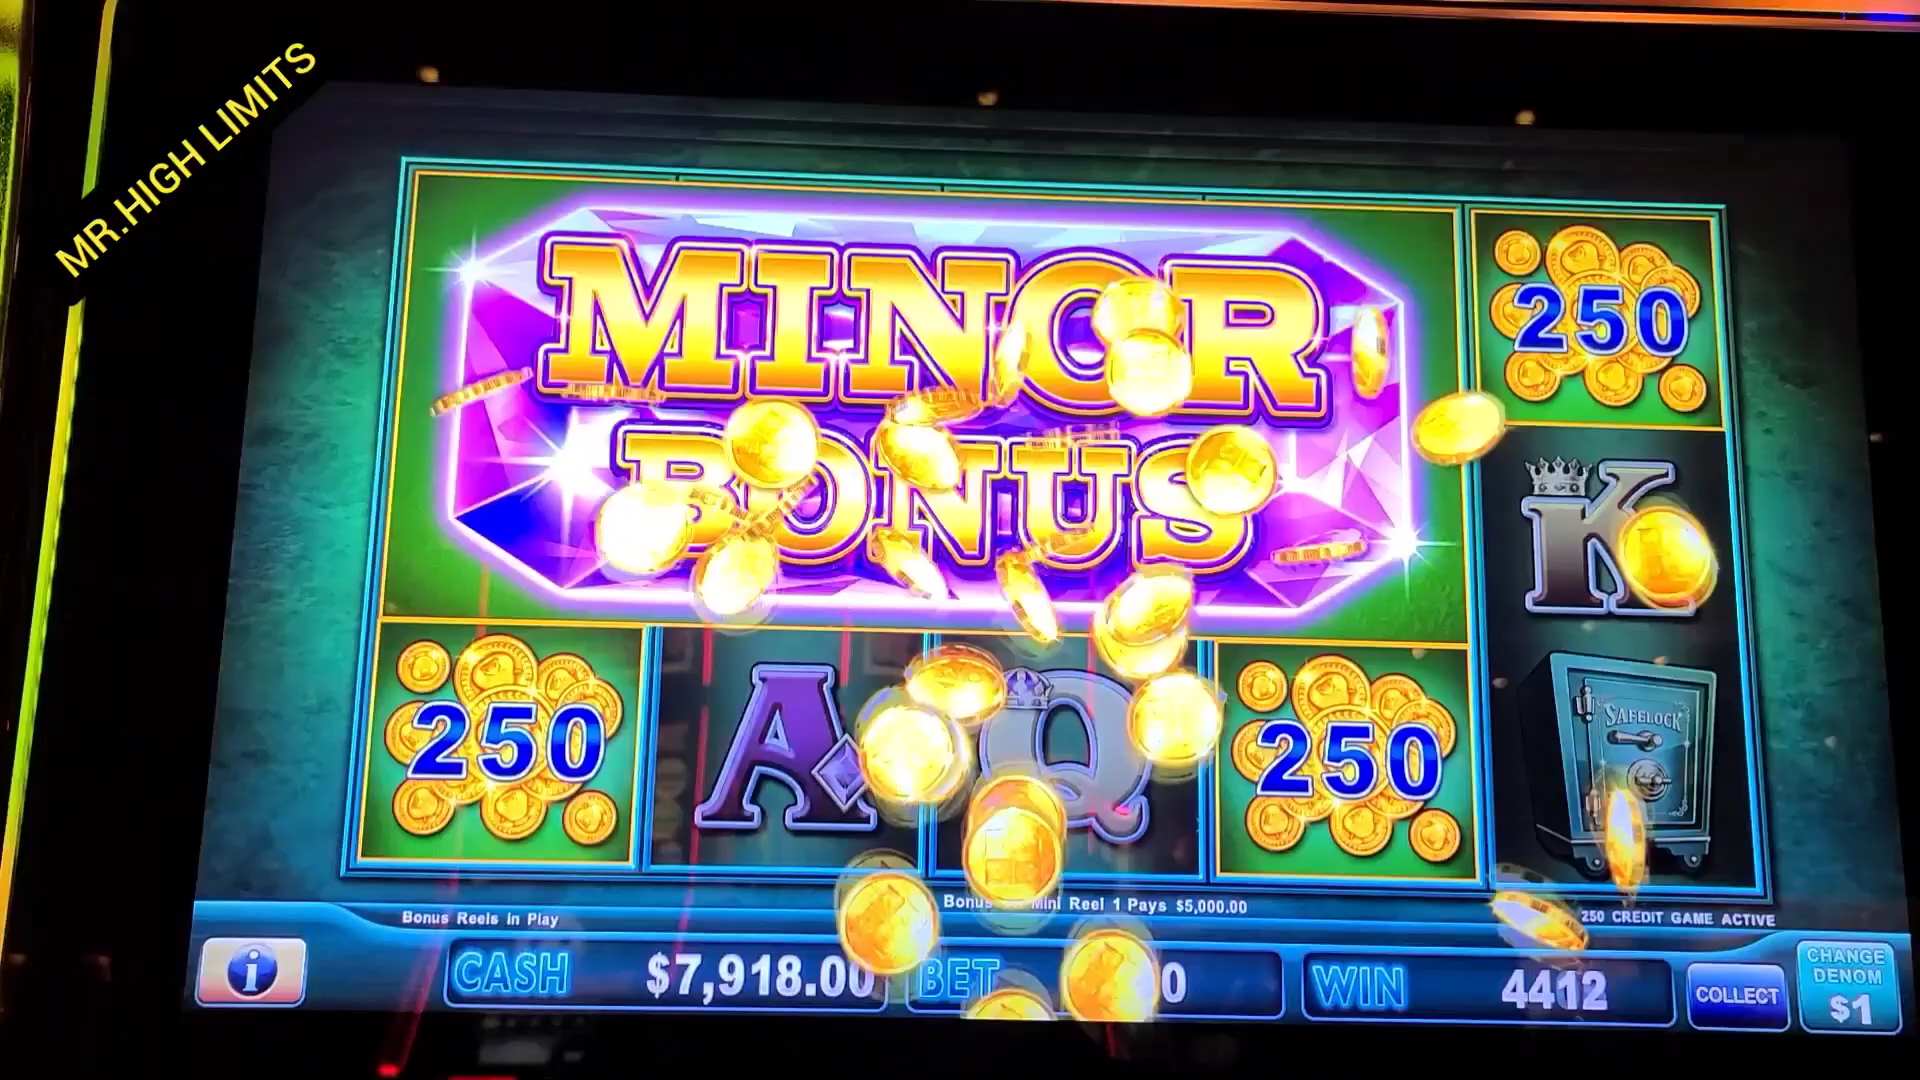 MR.HIGH LIMITS
MINOR
BONUS
250
K
250
A
Q
250
SAFELOCK
Bonus Reels in Play
Bonus Mini Reel 1 Pays $5,000.00
250 CREDIT GAME ACTIVE
i
CASH $7,918.00
BET
WIN 4412
COLLECT
CHANGE
DENOM
$1